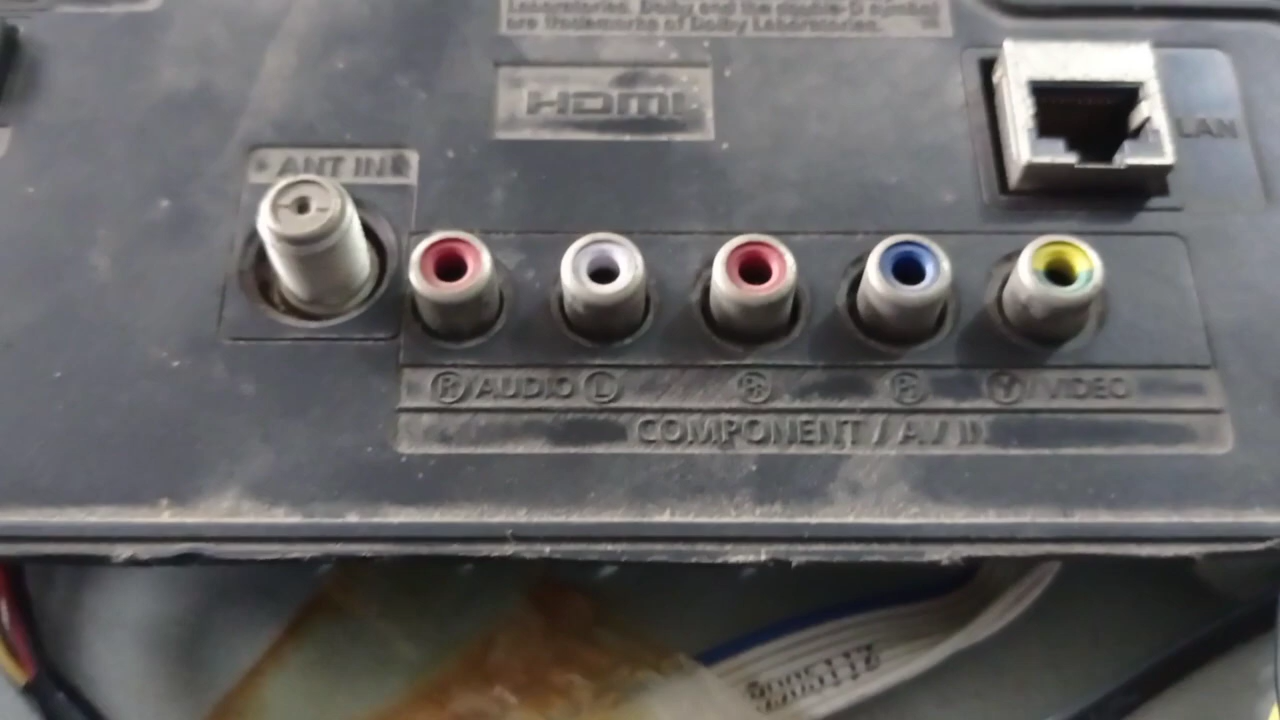 Laboratories. Dolby and the double-D symbol
are trademarks of Dolby Laboratories.
HDMI
LAN
ANT IN
R/AUDIO L PR PB Y/VIDEO
COMPONENT / AV IN